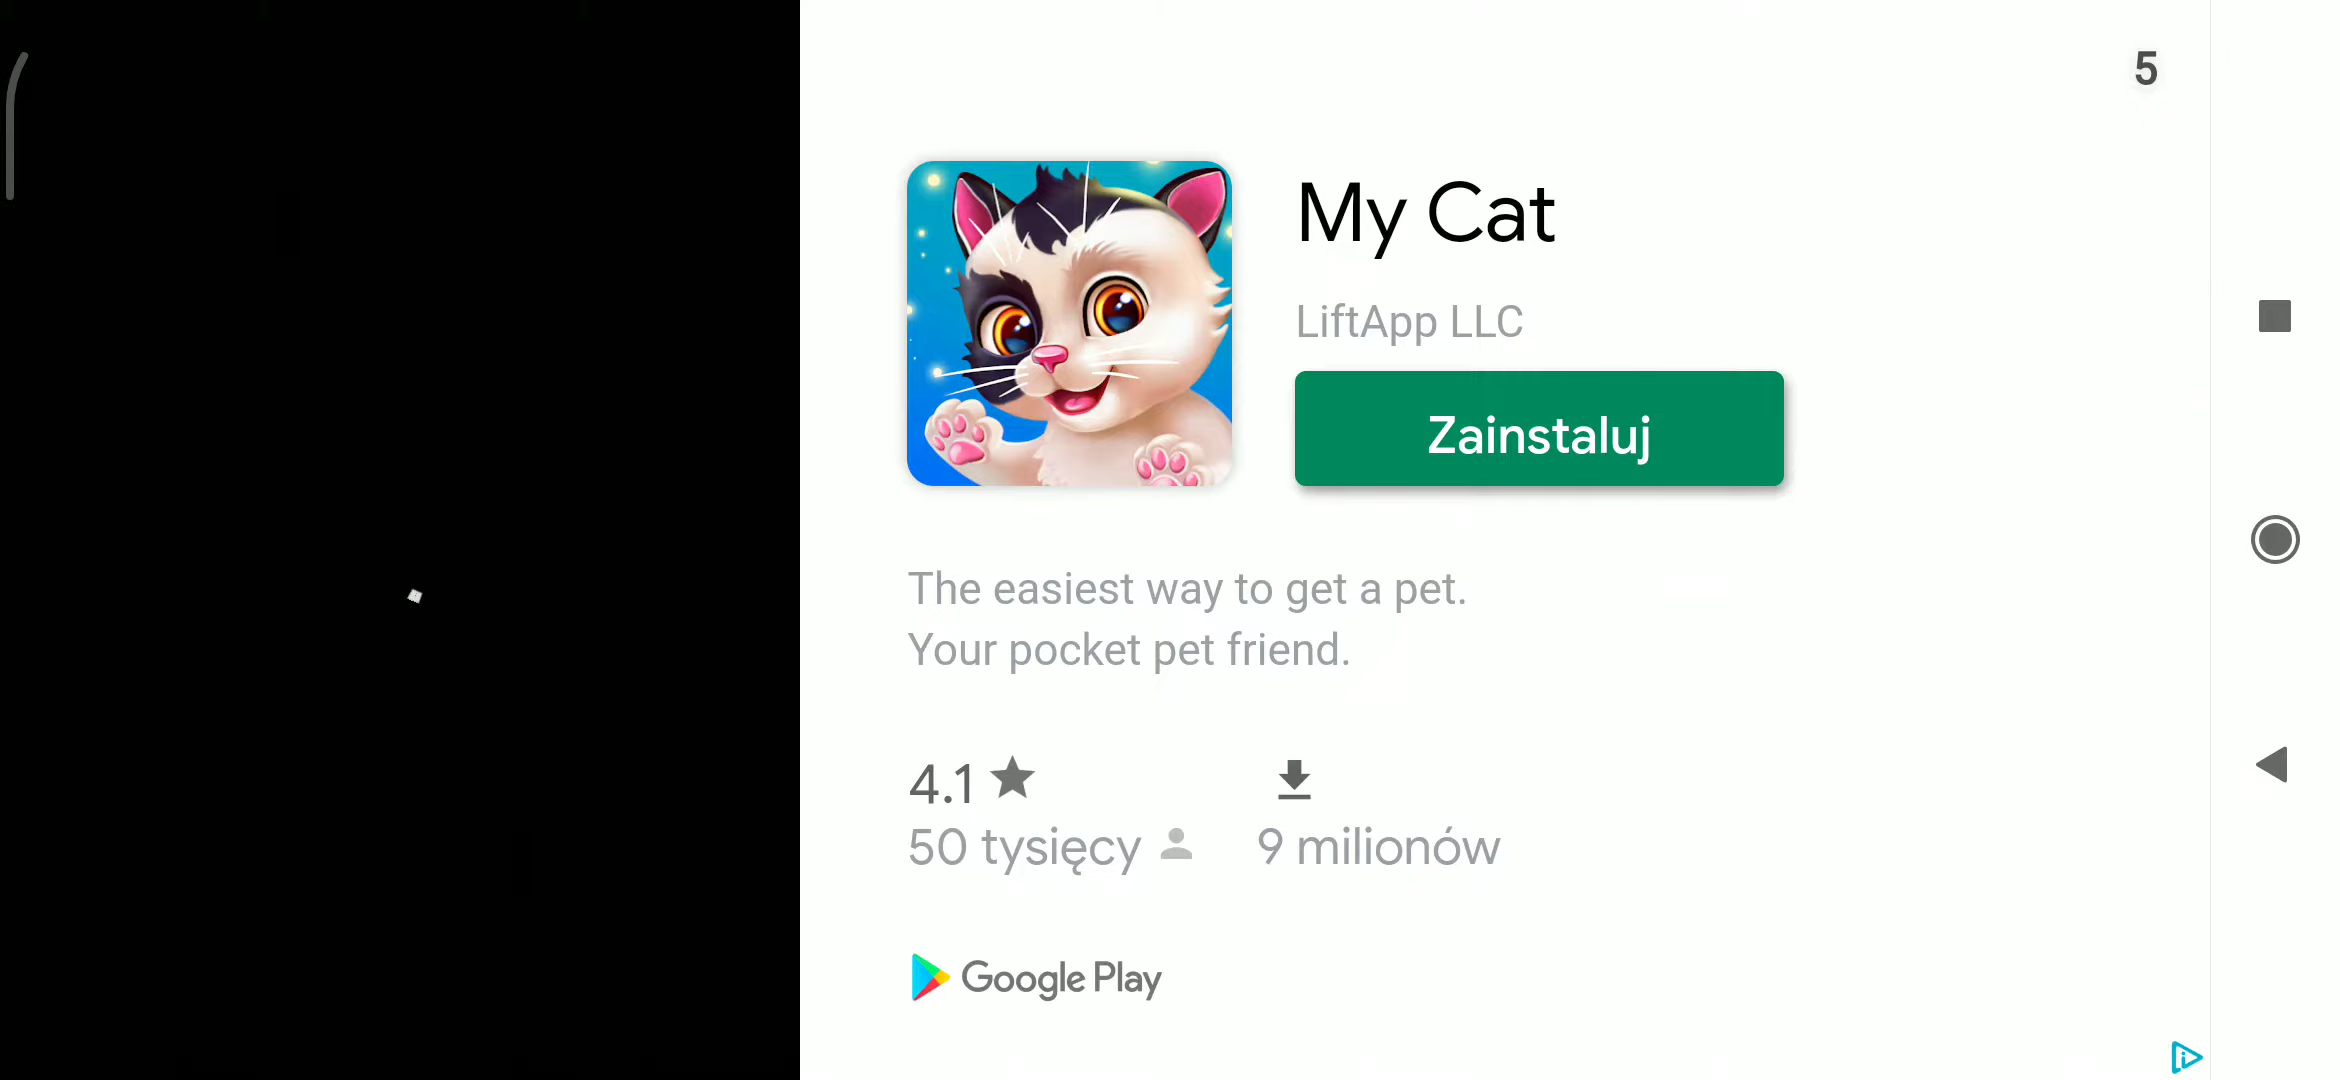 5
My Cat
LiftApp LLC
Zainstaluj
The easiest way to get a pet.
Your pocket pet friend.
4.1
50 tysięcy
9 milionów
Google Play